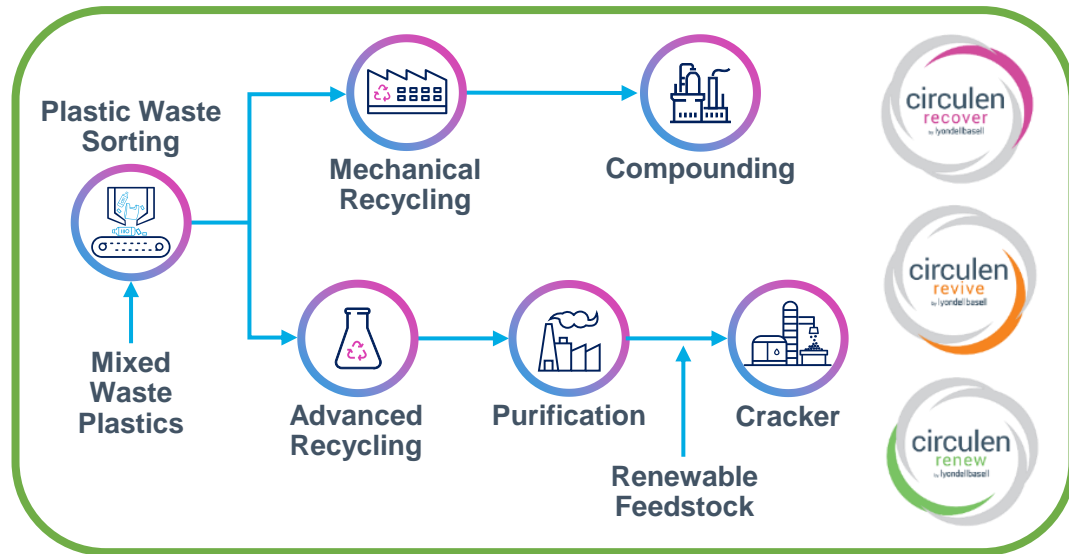 Plastic Waste
Sorting
Mechanical
Recycling
Compounding
Mixed
Waste
Plastics
Advanced
Recycling
Purification
Cracker
Renewable
Feedstock
circulen
recover
by lyondellbasell
circulen
revive
by lyondellbasell
circulen
renew
by lyondellbasell